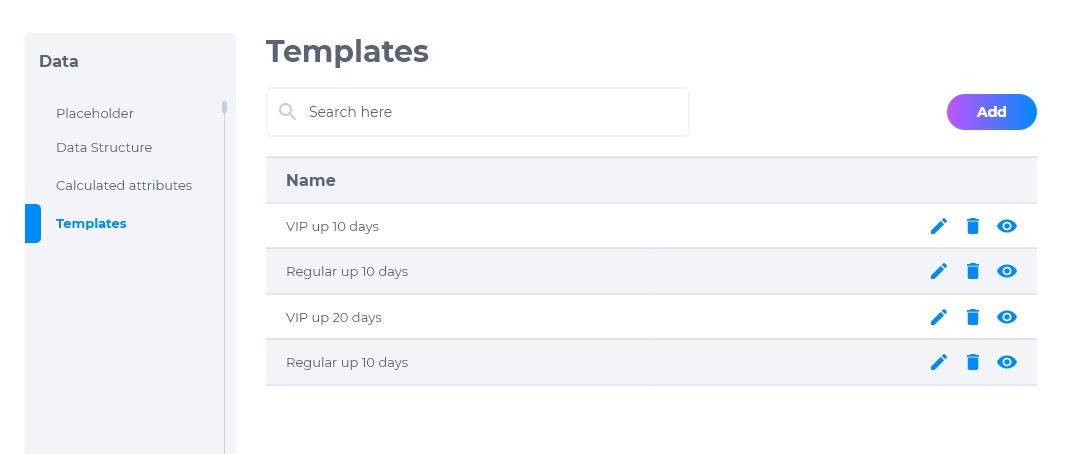 Data
Placeholder
Data Structure
Calculated attributes
Templates
Templates
Search here
Add
Name
VIP up 10 days
Regular up 10 days
VIP up 20 days
Regular up 10 days